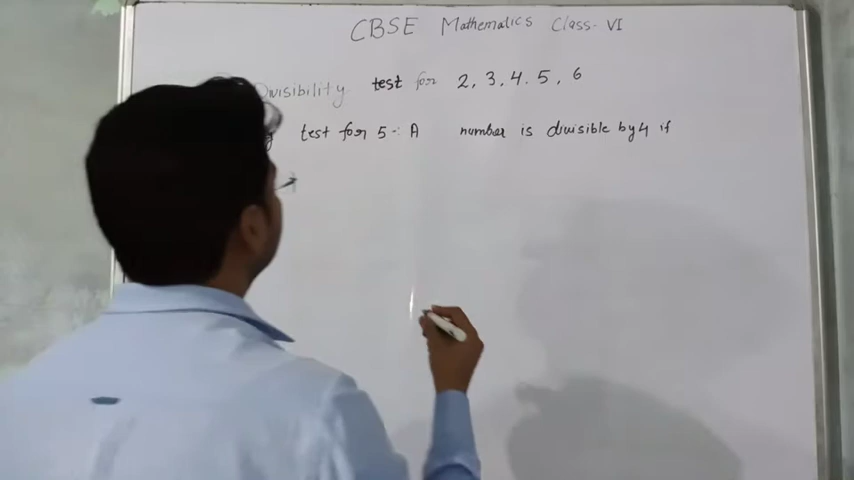 CBSE Mathematics Class- VI
Divisibility test for 2, 3, 4. 5, 6
test for 5 :- A number is divisible by 4 if